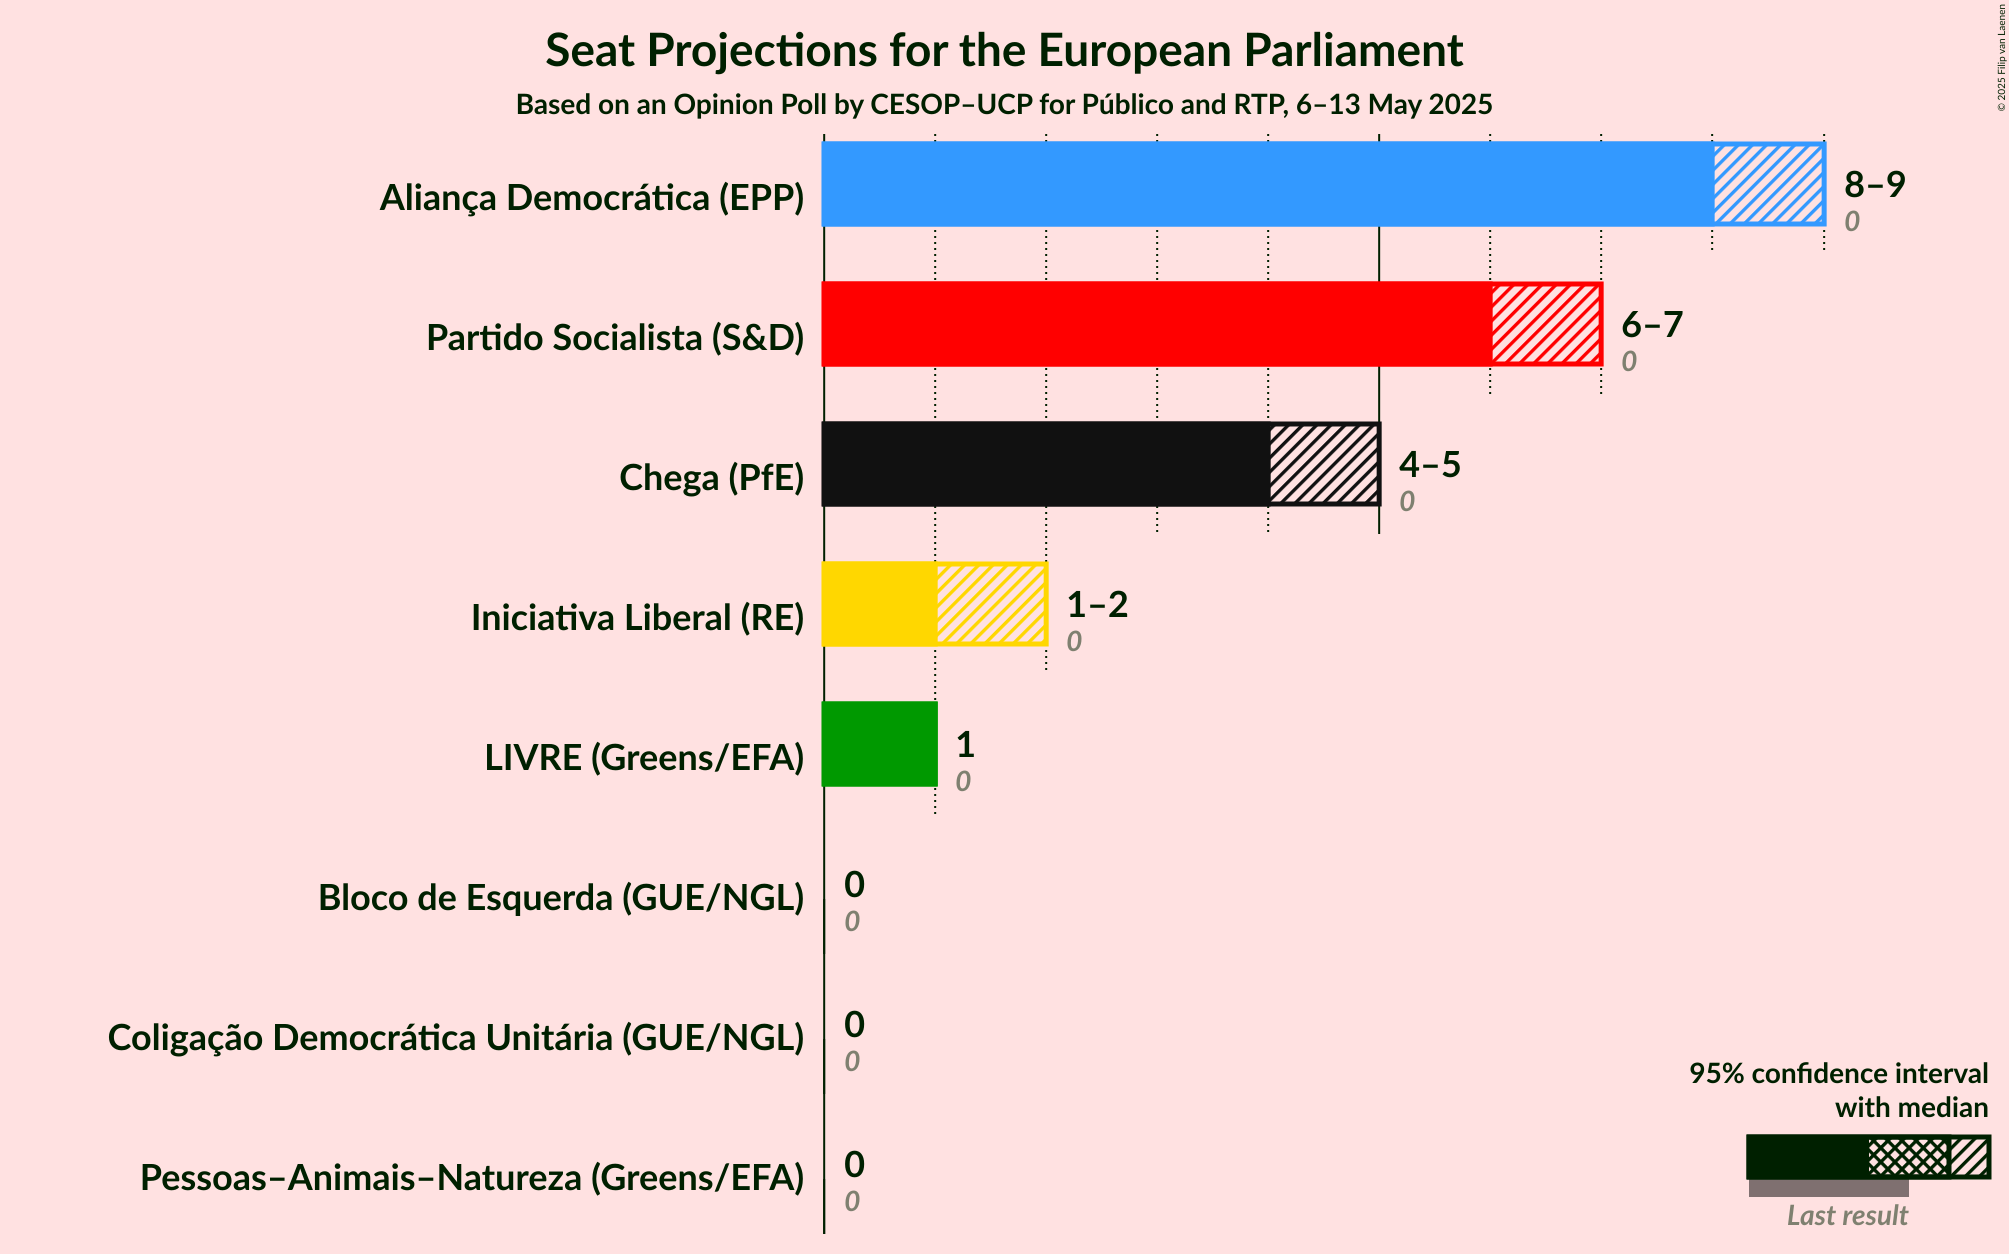 Seat Projections for the European Parliament
Based on an Opinion Poll by CESOP–UCP for Público and RTP, 6–13 May 2025
© 2025 Filip van Laenen
Aliança Democrática (EPP)
8–9
0
Partido Socialista (S&D)
6–7
0
Chega (PfE)
4–5
0
Iniciativa Liberal (RE)
1–2
0
LIVRE (Greens/EFA)
1
0
Bloco de Esquerda (GUE/NGL)
0
0
Coligação Democrática Unitária (GUE/NGL)
0
0
Pessoas–Animais–Natureza (Greens/EFA)
0
0
95% confidence interval
with median
Last result